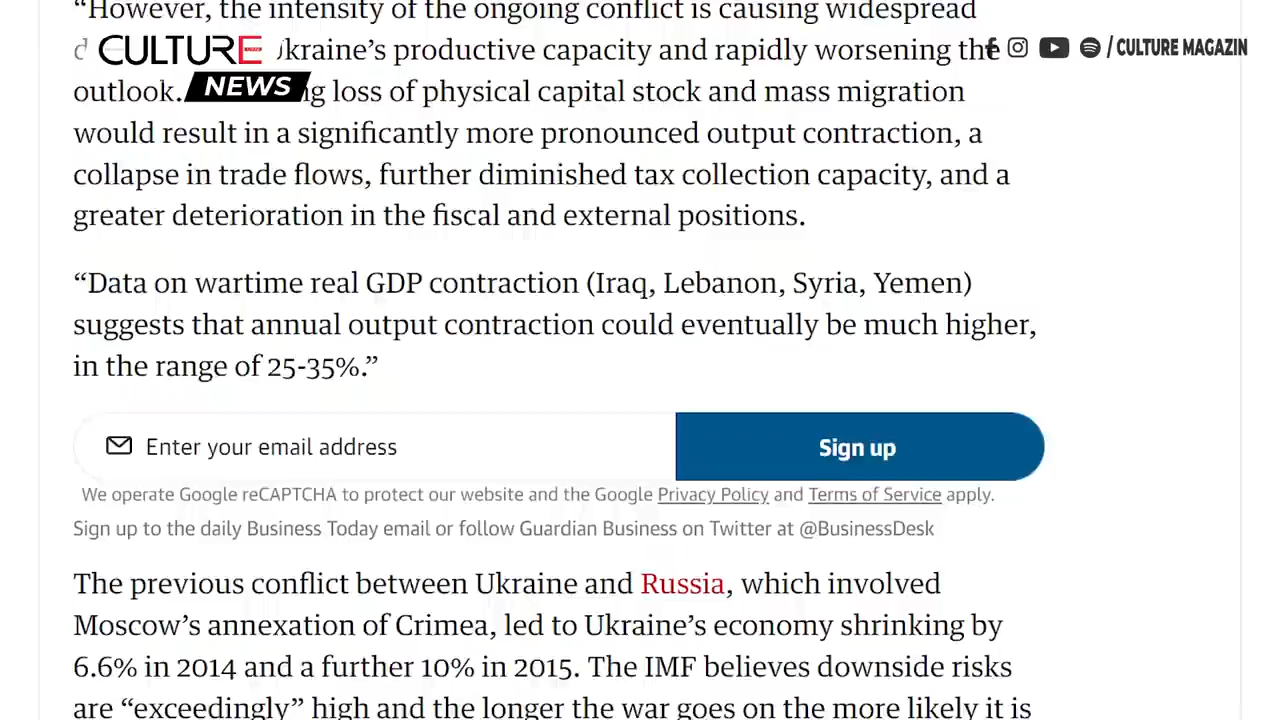 “However, the intensity of the ongoing conflict is causing widespread
CULTURE kraine’s productive capacity and rapidly worsening the / CULTURE MAGAZIN
outlook. NEWS g loss of physical capital stock and mass migration
would result in a significantly more pronounced output contraction, a
collapse in trade flows, further diminished tax collection capacity, and a
greater deterioration in the fiscal and external positions.
“Data on wartime real GDP contraction (Iraq, Lebanon, Syria, Yemen)
suggests that annual output contraction could eventually be much higher,
in the range of 25-35%.”
Enter your email address Sign up
We operate Google reCAPTCHA to protect our website and the Google Privacy Policy and Terms of Service apply.
Sign up to the daily Business Today email or follow Guardian Business on Twitter at @BusinessDesk
The previous conflict between Ukraine and Russia, which involved
Moscow’s annexation of Crimea, led to Ukraine’s economy shrinking by
6.6% in 2014 and a further 10% in 2015. The IMF believes downside risks
are “exceedingly” high and the longer the war goes on the more likely it is